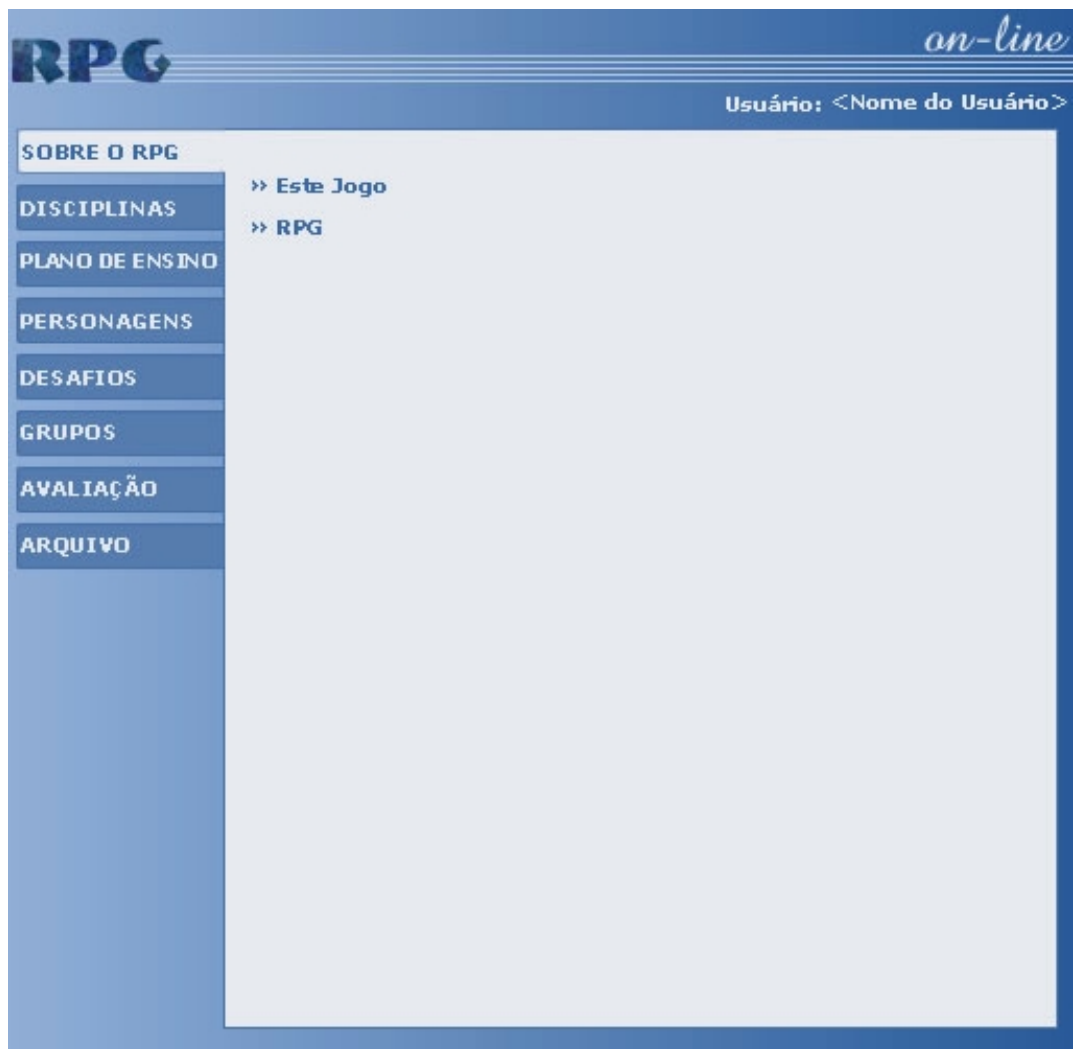 RPG
on-line
Usuário: <Nome do Usuário>
SOBRE O RPG
DISCIPLINAS
PLANO DE ENSINO
PERSONAGENS
DESAFIOS
GRUPOS
AVALIAÇÃO
ARQUIVO
›› Este Jogo
›› RPG